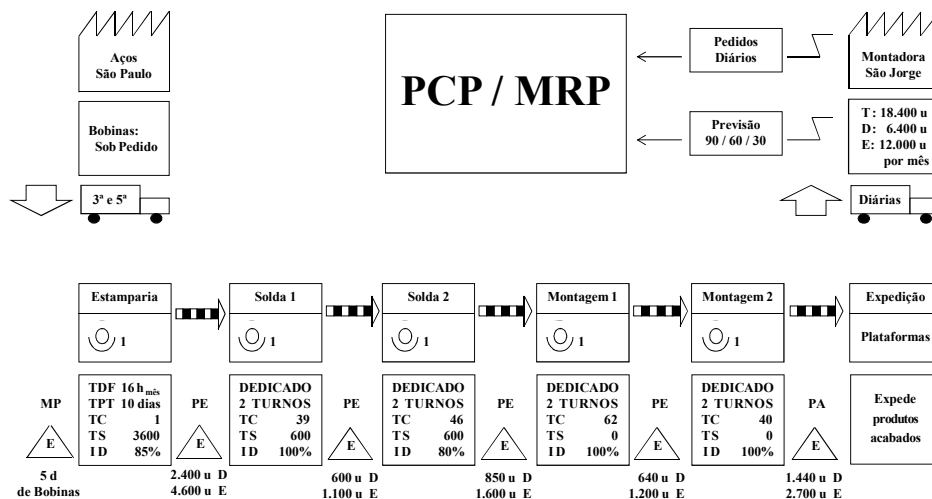 Aços
São Paulo
Bobinas:
Sob Pedido
3ª e 5ª
PCP / MRP
Pedidos
Diários
Previsão
90 / 60 / 30
Montadora
São Jorge
T : 18.400 u
D: 6.400 u
E: 12.000 u
por mês
Diárias
Estamparia
1
Solda 1
1
Solda 2
1
Montagem 1
1
Montagem 2
1
Expedição
Plataformas
MP
E
5 d
de Bobinas
TDF 16 h mês
TPT 10 dias
TC 1
TS 3600
ID 85%
PE
E
2.400 u D
4.600 u E
DEDICADO
2 TURNOS
TC 39
TS 600
ID 100%
PE
E
600 u D
1.100 u E
DEDICADO
2 TURNOS
TC 46
TS 600
ID 80%
PE
E
850 u D
1.600 u E
DEDICADO
2 TURNOS
TC 62
TS 0
ID 100%
PE
E
640 u D
1.200 u E
DEDICADO
2 TURNOS
TC 40
TS 0
ID 100%
PA
E
1.440 u D
2.700 u E
Expede
produtos
acabados